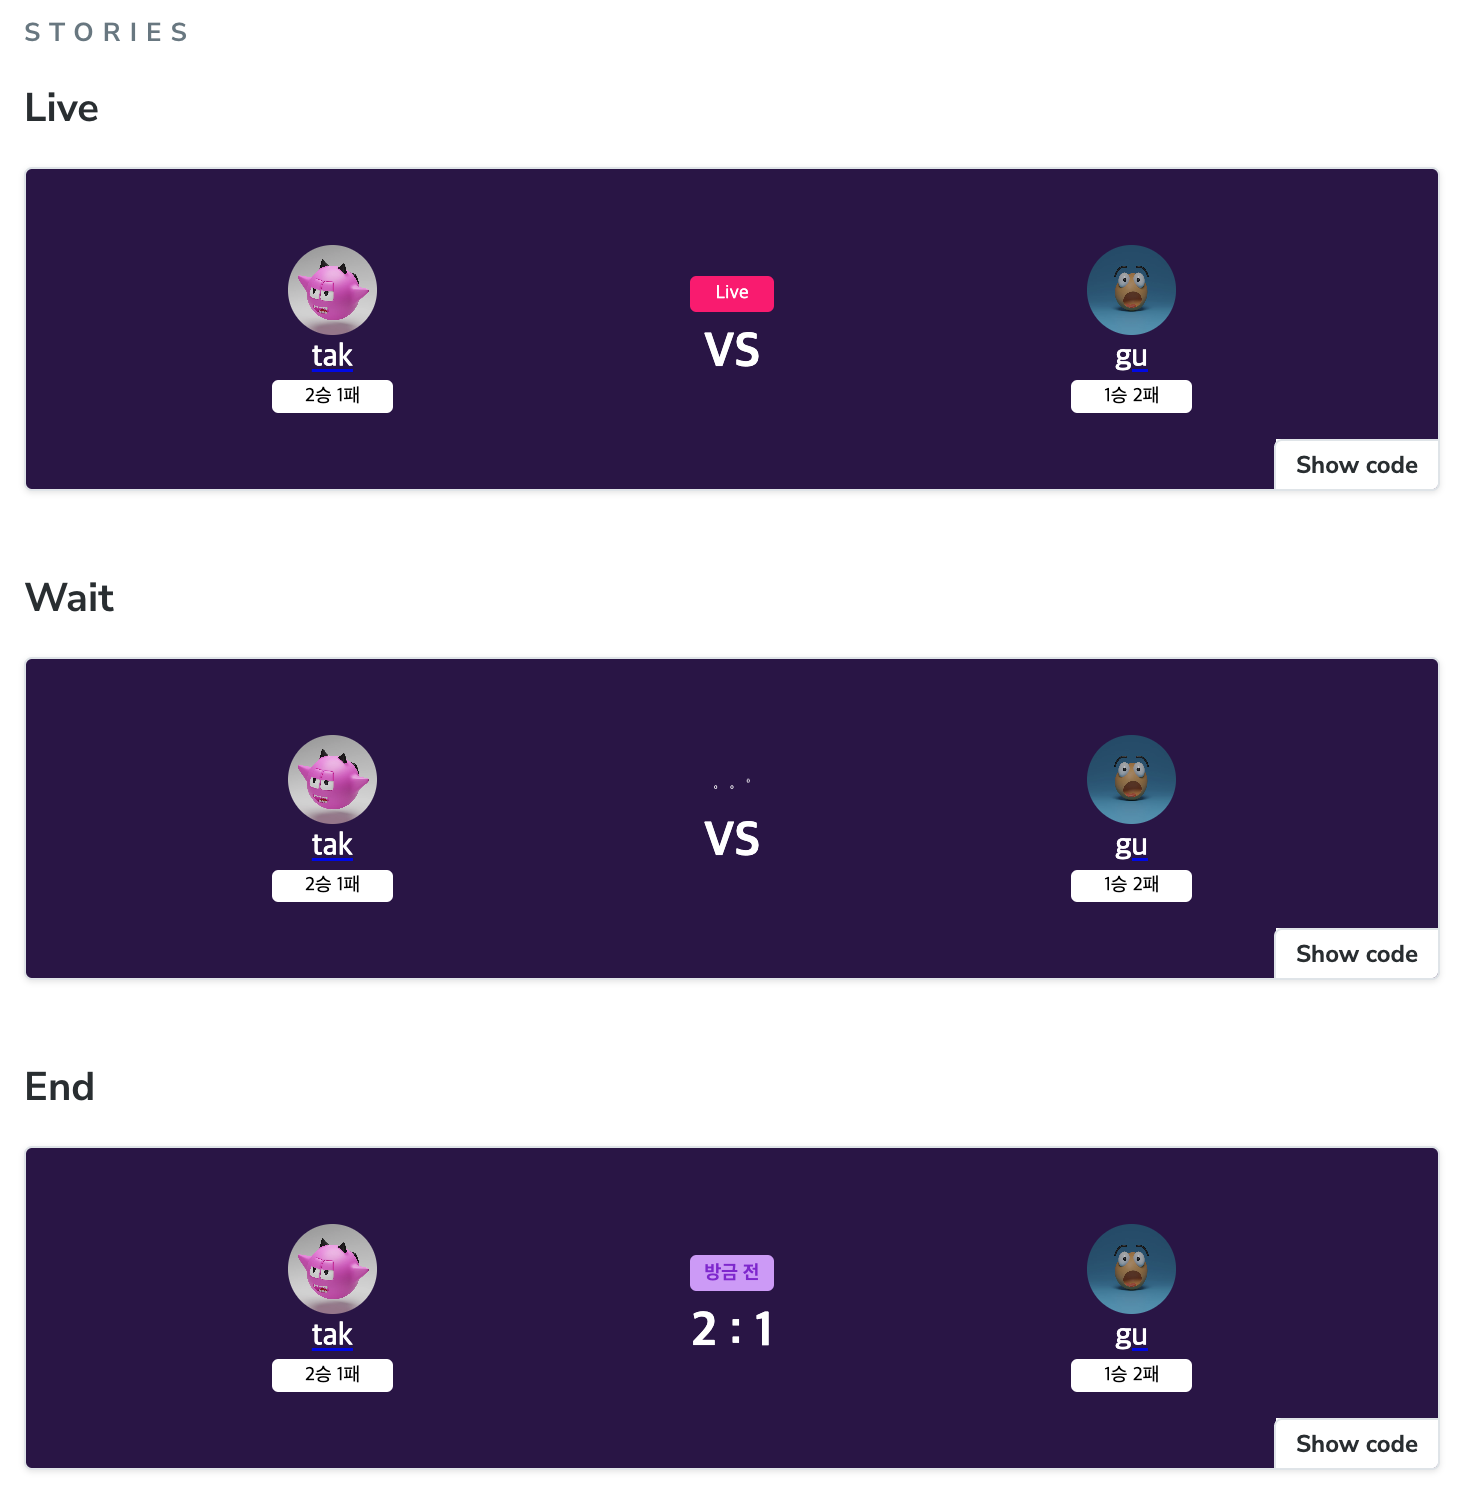 STORIES
Live
Live
VS
tak
gu
2승 1패
1승 2패
Show code
Wait
VS
tak
gu
2승 1패
1승 2패
Show code
End
방금 전
2 : 1
tak
gu
2승 1패
1승 2패
Show code